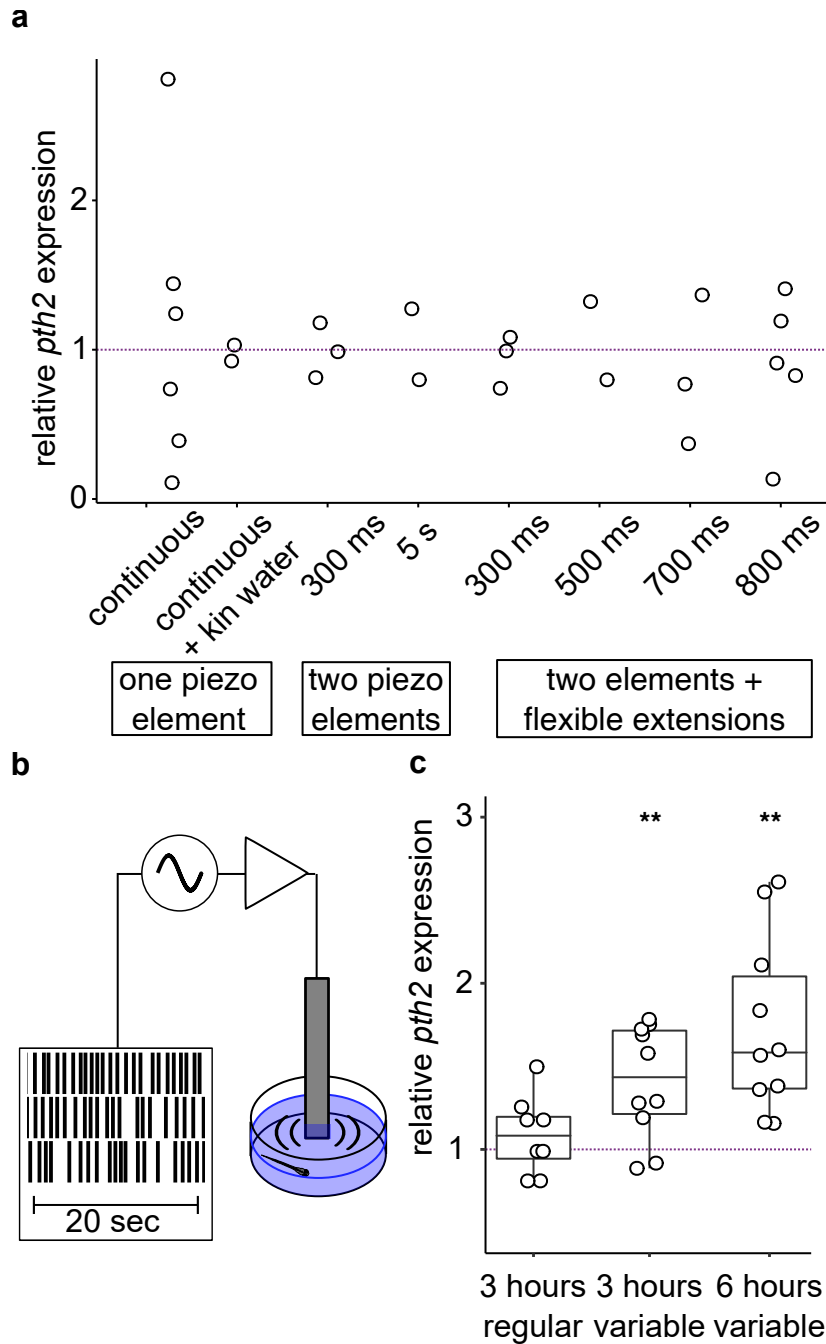 a
relative pth2 expression
2
1
0
continuous
continuous
+ kin water
300 ms
5 s
300 ms
500 ms
700 ms
800 ms
one piezo
element
two piezo
elements
two elements +
flexible extensions
b
20 sec
c
relative pth2 expression
3
2
1
** **
3 hours 3 hours 6 hours
regular variable variable